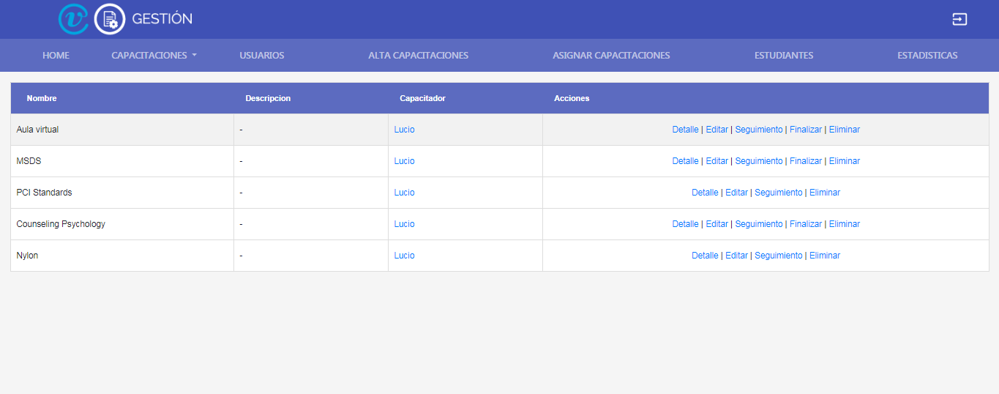 GESTIÓN
HOME CAPACITACIONES USUARIOS ALTA CAPACITACIONES ASIGNAR CAPACITACIONES ESTUDIANTES ESTADISTICAS
Nombre Descripcion Capacitador Acciones
Aula virtual - Lucio Detalle | Editar | Seguimiento | Finalizar | Eliminar
MSDS - Lucio Detalle | Editar | Seguimiento | Finalizar | Eliminar
PCI Standards - Lucio Detalle | Editar | Seguimiento | Eliminar
Counseling Psychology - Lucio Detalle | Editar | Seguimiento | Finalizar | Eliminar
Nylon - Lucio Detalle | Editar | Seguimiento | Eliminar